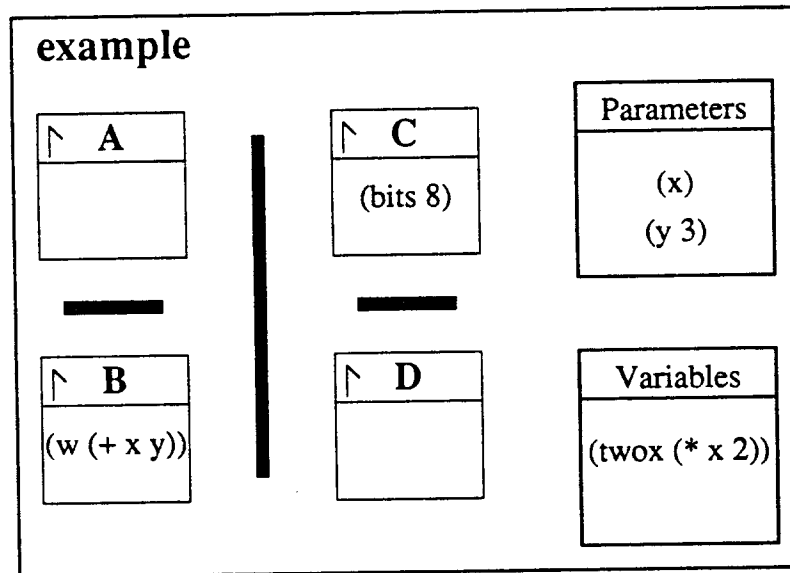 example
A
B
(w (+ x y))
C
(bits 8)
D
Parameters
(x)
(y 3)
Variables
(twox (* x 2))